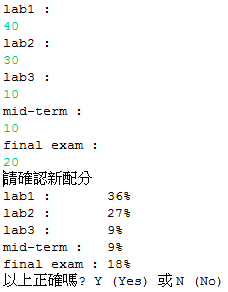 lab1 :
40
lab2 :
30
lab3 :
10
mid-term :
10
final exam :
20
請確認新配分
lab1 : 36%
lab2 : 27%
lab3 : 9%
mid-term : 9%
final exam : 18%
以上正確嗎? Y (Yes) 或 N (No)